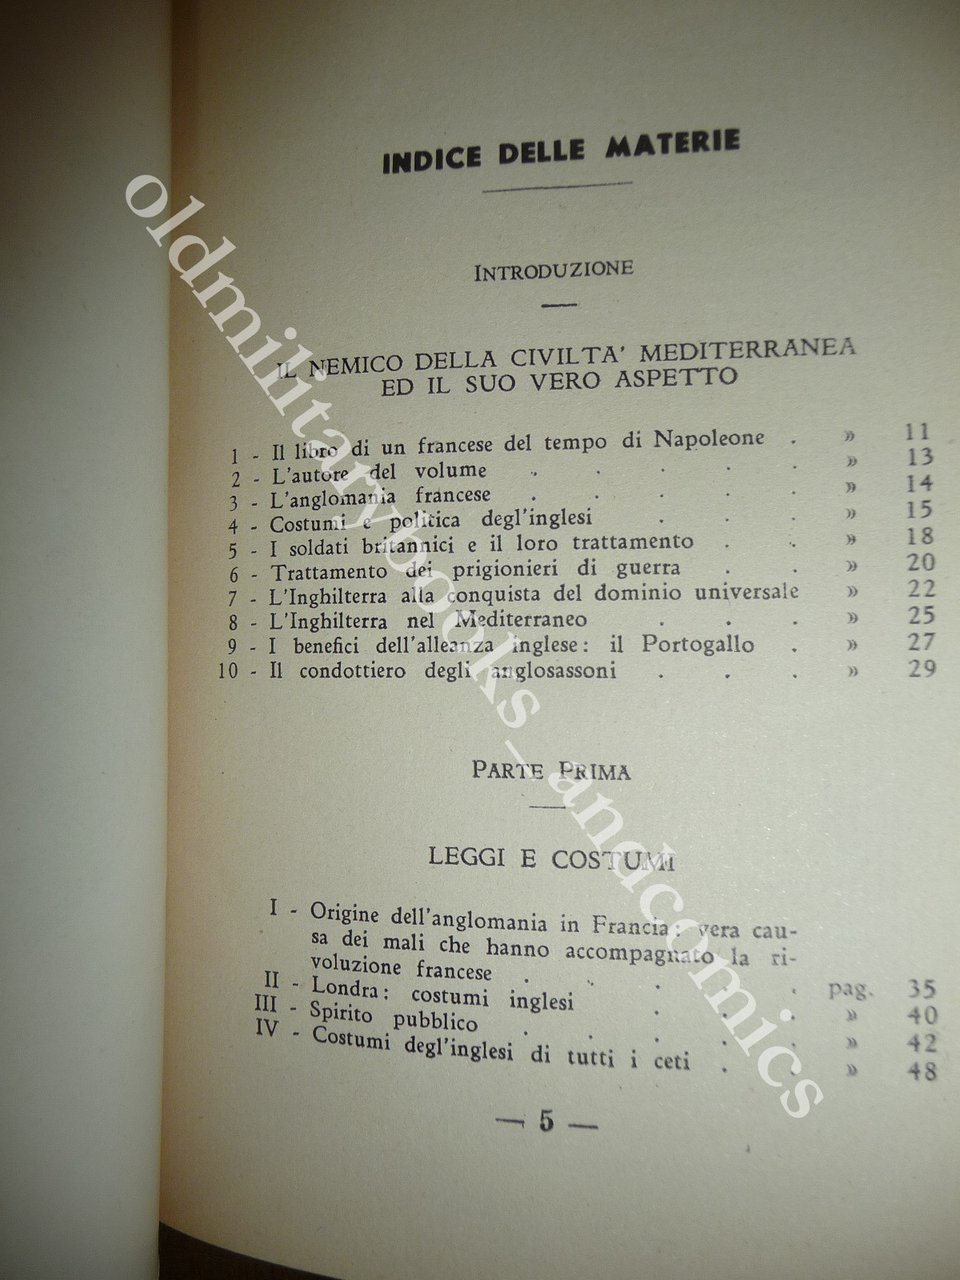 INDICE DELLE MATERIE
INTRODUZIONE
IL NEMICO DELLA CIVILTA' MEDITERRANEA
ED IL SUO VERO ASPETTO
1 - Il libro di un francese del tempo di Napoleone . » 11
2 - L'autore del volume . . . . . » 13
3 - L'anglomania francese . . . . . » 14
4 - Costumi e politica degl'inglesi . . . » 15
5 - I soldati britannici e il loro trattamento . . » 18
6 - Trattamento dei prigionieri di guerra . . » 20
7 - L'Inghilterra alla conquista del dominio universale » 22
8 - L'Inghilterra nel Mediterraneo . . . » 25
9 - I benefici dell'alleanza inglese: il Portogallo . » 27
10 - Il condottiero degli anglosassoni . . . » 29
PARTE PRIMA
LEGGI E COSTUMI
I - Origine dell'anglomania in Francia: vera cau-
sa dei mali che hanno accompagnato la ri-
voluzione francese . . . . . pag. 35
II - Londra: costumi inglesi . . . » 40
III - Spirito pubblico . . . . . » 42
IV - Costumi degl'inglesi di tutti i ceti . . » 48
— 5 —
oldmilitarybooks_andcomics